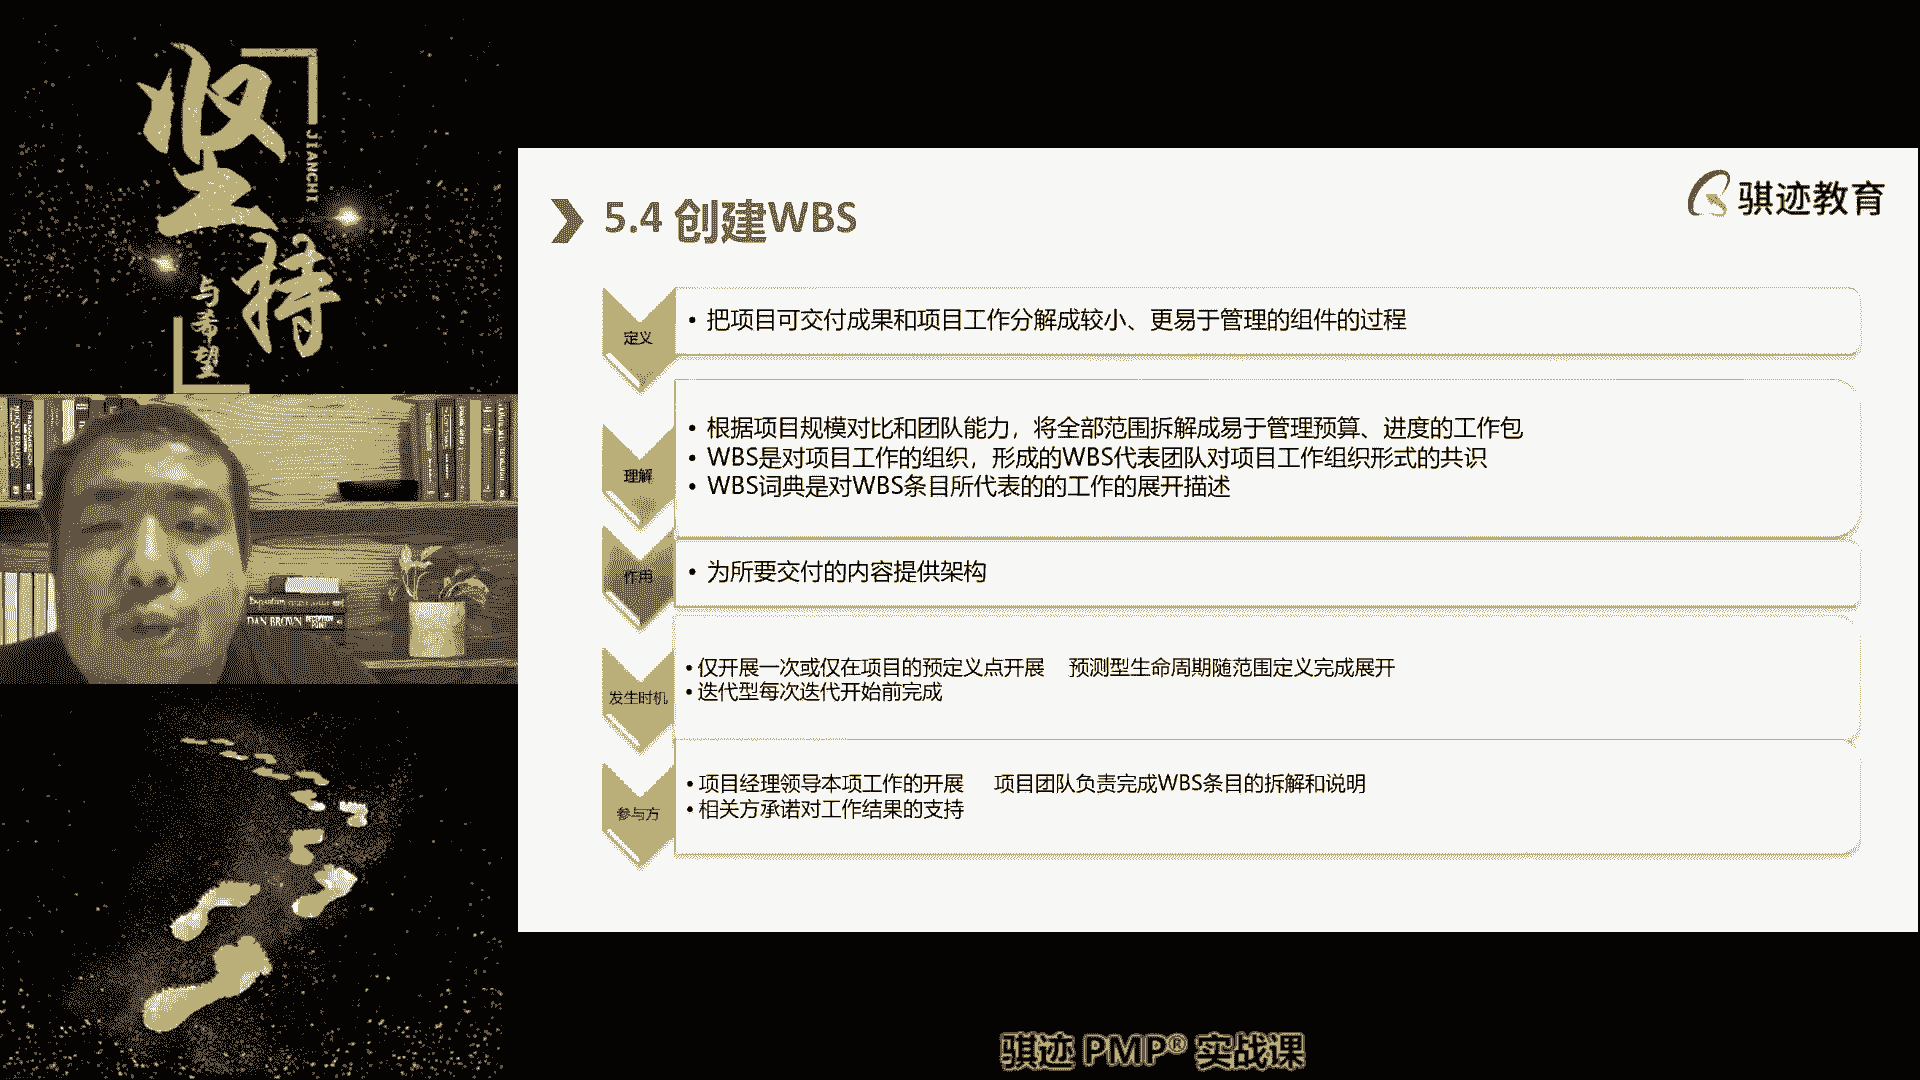 坚持
JIANCHI
与希望
DAN BROWN
骐迹教育
5.4 创建WBS
定义
• 把项目可交付成果和项目工作分解成较小、更易于管理的组件的过程
理解
• 根据项目规模对比和团队能力，将全部范围拆解成易于管理预算、进度的工作包
• WBS是对项目工作的组织，形成的WBS代表团队对项目工作组织形式的共识
• WBS词典是对WBS条目所代表的的工作的展开描述
作用
• 为所要交付的内容提供架构
发生时机
• 仅开展一次或仅在项目的预定义点开展 预测型生命周期随范围定义完成展开
• 迭代型每次迭代开始前完成
参与方
• 项目经理领导本项工作的开展 项目团队负责完成WBS条目的拆解和说明
• 相关方承诺对工作结果的支持
骐迹 PMP® 实战课